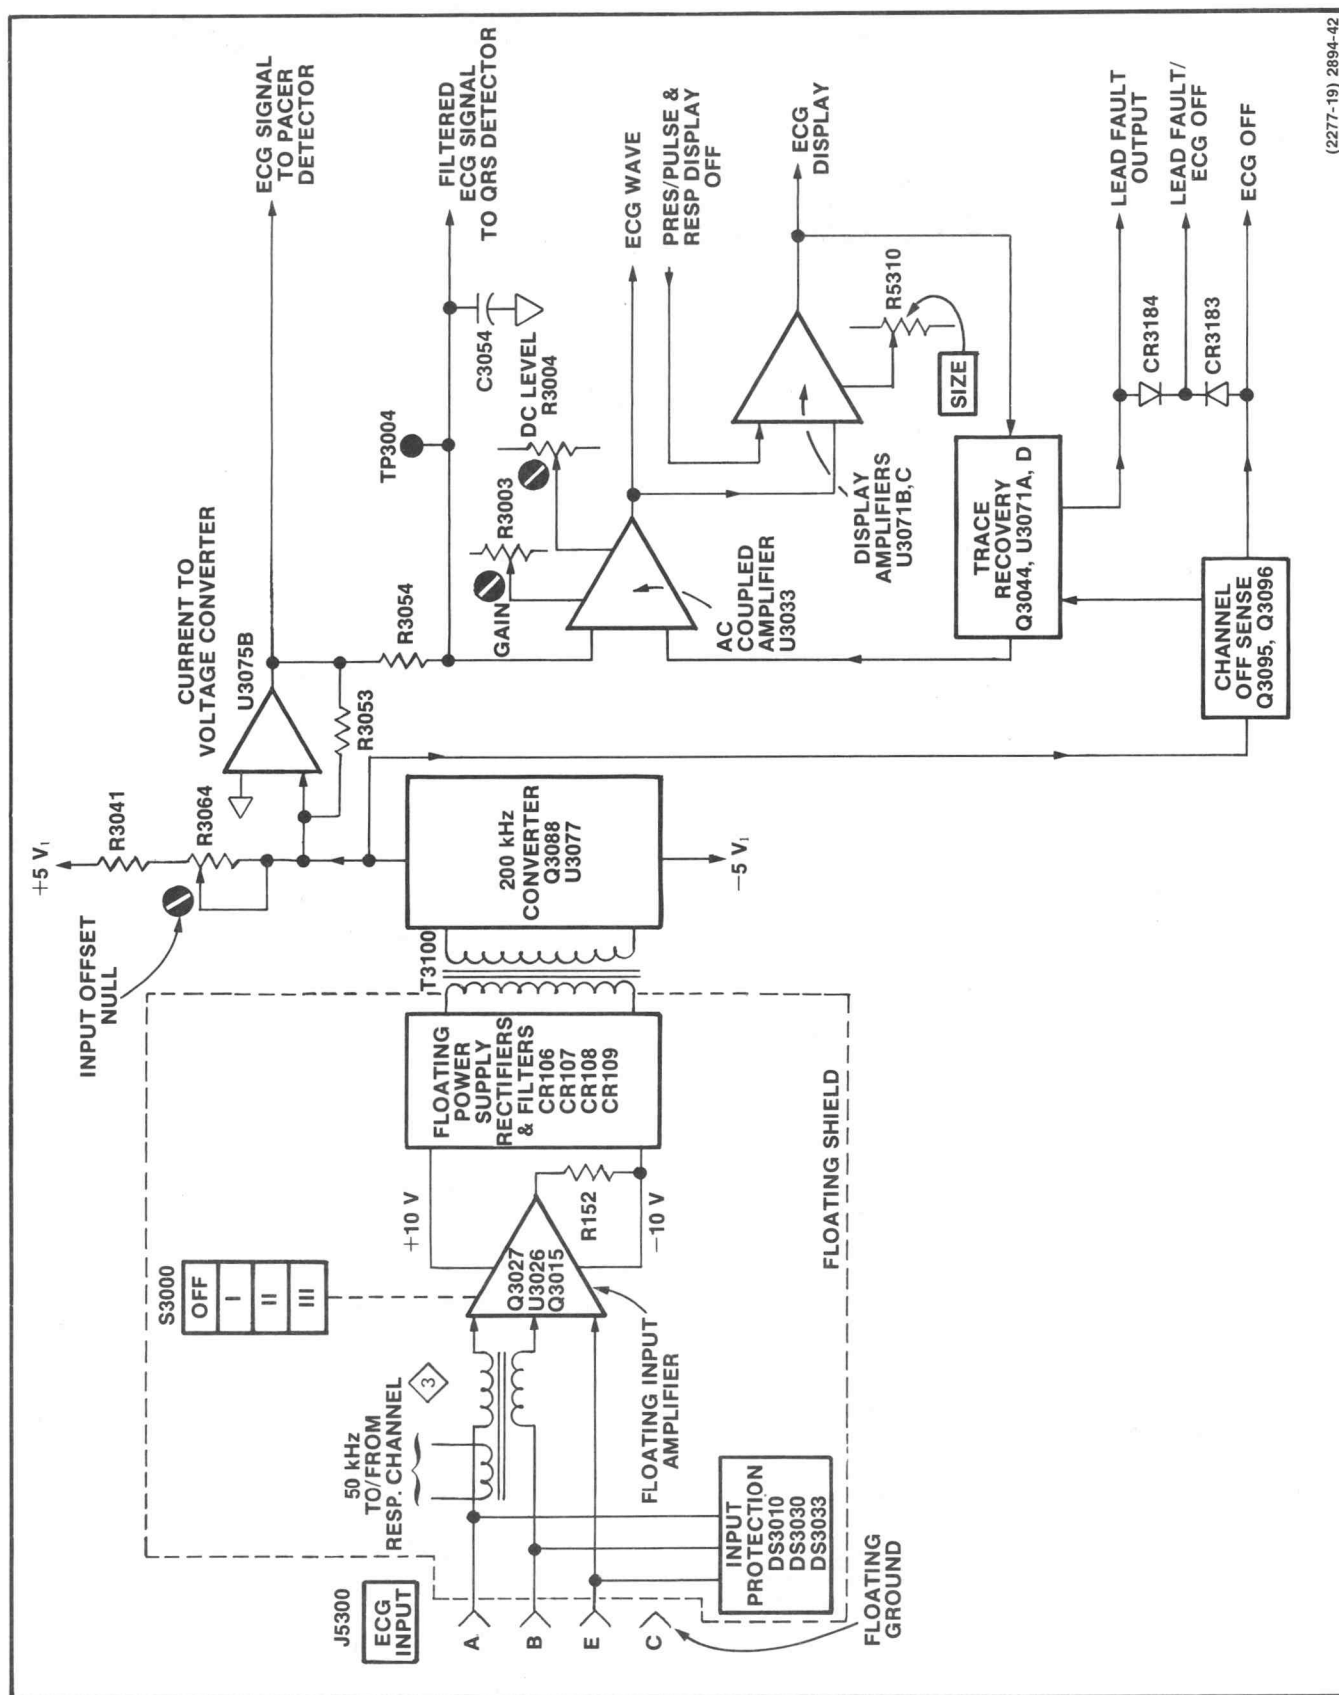 J5300
ECG
INPUT
A
B
E
C
FLOATING
GROUND
INPUT
PROTECTION
DS3010
DS3030
DS3033
50 kHz
TO/FROM
RESP. CHANNEL
3
FLOATING INPUT
AMPLIFIER
S3000
OFF
I
II
III
Q3027
U3026
Q3015
+10 V
R152
−10 V
FLOATING SHIELD
FLOATING
POWER
SUPPLY
RECTIFIERS
& FILTERS
CR106
CR107
CR108
CR109
T3100
INPUT OFFSET
NULL
200 kHz
CONVERTER
Q3088
U3077
−5 V₁
+5 V₁
R3041
R3064
CURRENT TO
VOLTAGE CONVERTER
U3075B
R3053
R3054
ECG SIGNAL
TO PACER
DETECTOR
TP3004
FILTERED
ECG SIGNAL
TO QRS DETECTOR
C3054
GAIN
R3003
DC LEVEL
R3004
AC
COUPLED
AMPLIFIER
U3033
ECG WAVE
PRES/PULSE &
RESP DISPLAY
OFF
DISPLAY
AMPLIFIERS
U3071B,C
ECG
DISPLAY
R5310
SIZE
TRACE
RECOVERY
Q3044, U3071A, D
CHANNEL
OFF SENSE
Q3095, Q3096
CR3184
CR3183
LEAD FAULT
OUTPUT
LEAD FAULT/
ECG OFF
ECG OFF
(2277-19) 2894-42